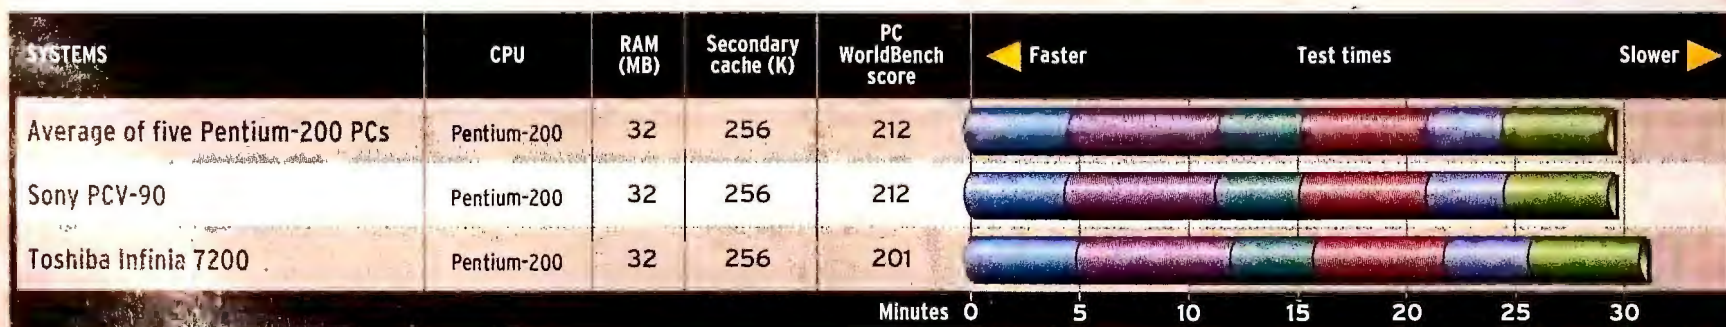 SYSTEMS CPU RAM (MB) Secondary cache (K) PC WorldBench score Faster Test times Slower
Average of five Pentium-200 PCs Pentium-200 32 256 212
Sony PCV-90 Pentium-200 32 256 212
Toshiba Infinia 7200 Pentium-200 32 256 201
Minutes 0 5 10 15 20 25 30